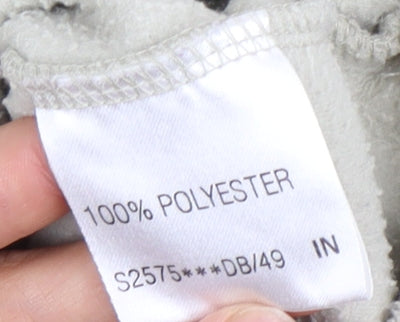 100% POLYESTER
S2575***DB/49 IN